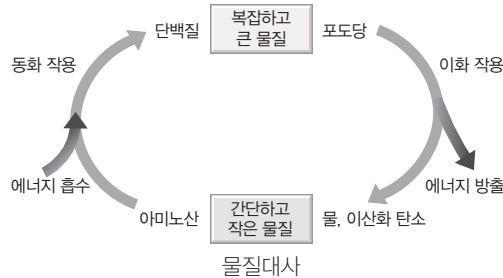 단백질
복잡하고
큰 물질
포도당
동화 작용
이화 작용
에너지 흡수
에너지 방출
아미노산
간단하고
작은 물질
물, 이산화 탄소
물질대사